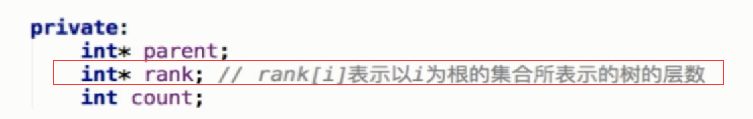 private:
int* parent;
int* rank; // rank[i]表示以i为根的集合所表示的树的层数
int count;